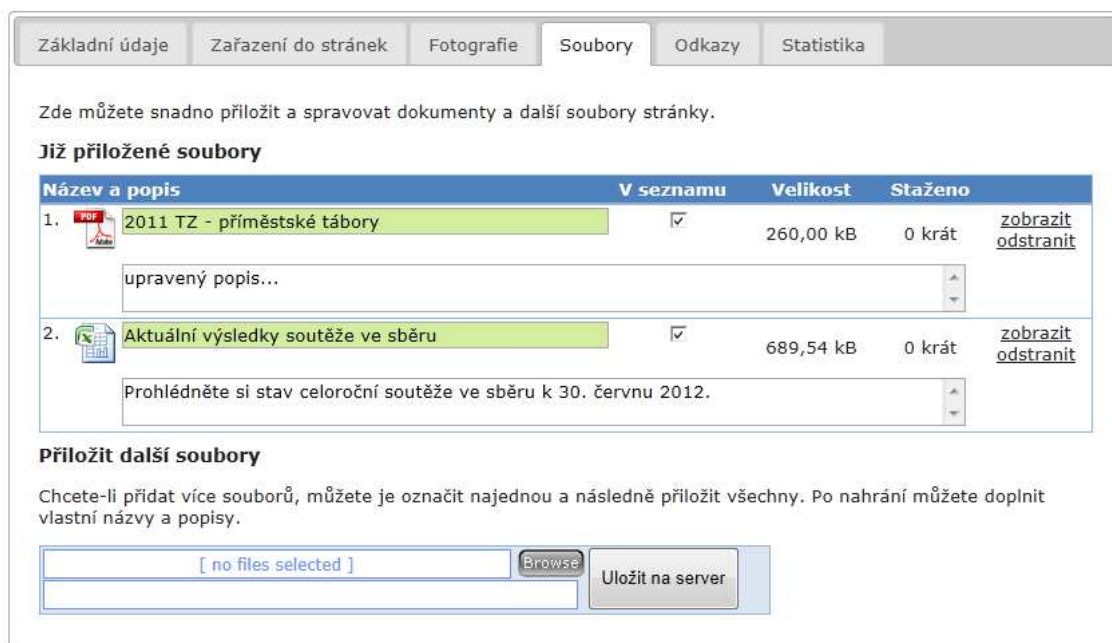 Základní údaje Zařazení do stránek Fotografie Soubory Odkazy Statistika
Zde můžete snadno přiložit a spravovat dokumenty a další soubory stránky.
Již přiložené soubory
Název a popis V seznamu Velikost Staženo
1. PDF Adobe 2011 TZ - příměstské tábory 260,00 kB 0 krát zobrazit
odstranit
upravený popis...
2. Aktuální výsledky soutěže ve sběru 689,54 kB 0 krát zobrazit
odstranit
Prohlédněte si stav celoroční soutěže ve sběru k 30. červnu 2012.
Přiložit další soubory
Chcete-li přidat více souborů, můžete je označit najednou a následně přiložit všechny. Po nahrání můžete doplnit
vlastní názvy a popisy.
[ no files selected ] Browse Uložit na server